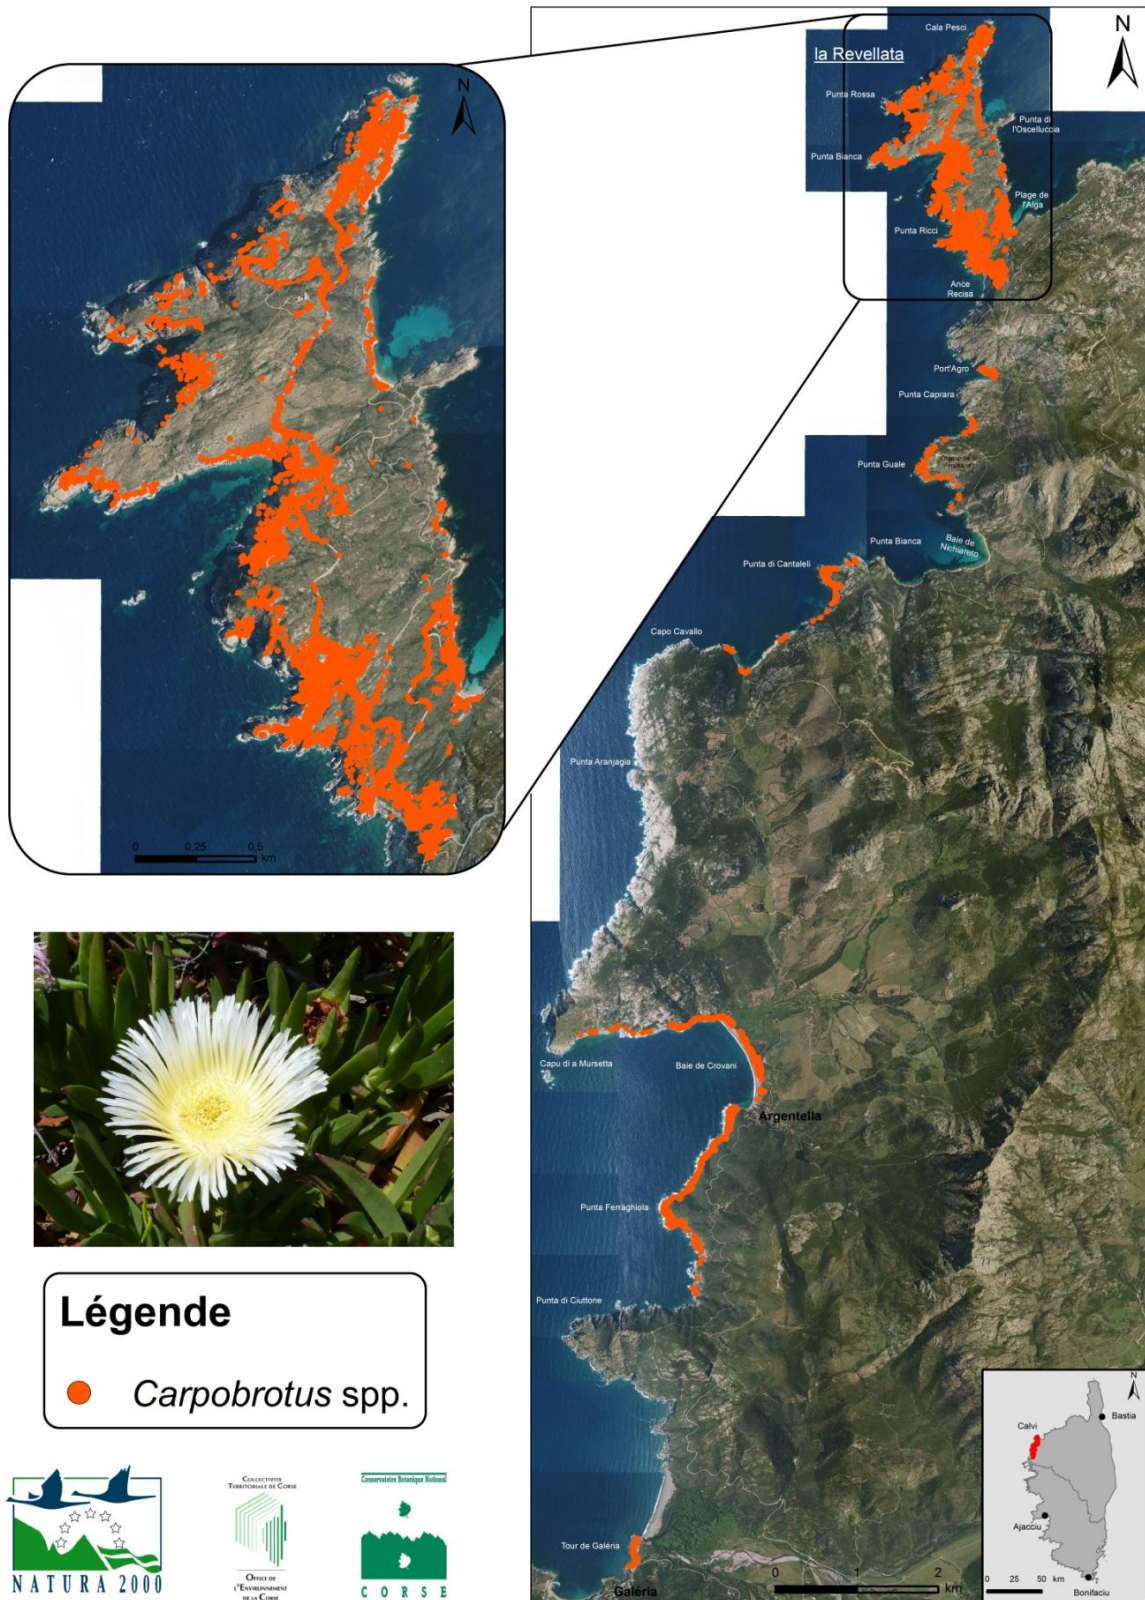 N
0 0,25 0,5
km
N
Cala Pesci
la Revellata
Punta Rossa
Punta di
l'Oscelluccia
Punta Bianca
Plage de
l'Alga
Punta Ricci
Ance
Recisa
Port'Agro
Punta Caprara
Punta Guale
Punta Bianca
Baie de
Nichiareto
Punta di Cantaleli
Capo Cavallo
Punta Aranjagia
Capu di a Mursetta
Baie de Crovani
Argentella
Punta Ferraghiola
Punta di Ciuttone
Tour de Galéria
Galéria
0 1 2
km
Légende
Carpobrotus spp.
NATURA 2000
COLLECTIVITE
TERRITORIALE DE CORSE
OFFICE DE
L'ENVIRONNEMENT
DE LA CORSE
Conservatoire Botanique National
CORSE
N
Bastia
Calvi
Ajacciu
0 25 50 km
Bonifaciu